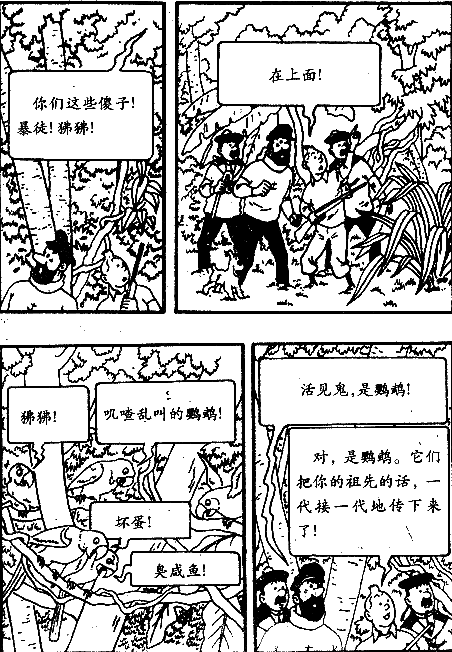 你们这些傻子!
暴徒!狒狒!
在上面!
狒狒!
叽喳乱叫的鹦鹉!
坏蛋!
臭咸鱼!
活见鬼,是鹦鹉!
对，是鹦鹉。它们
把你的祖先的话，一
代接一代地传下来
了!